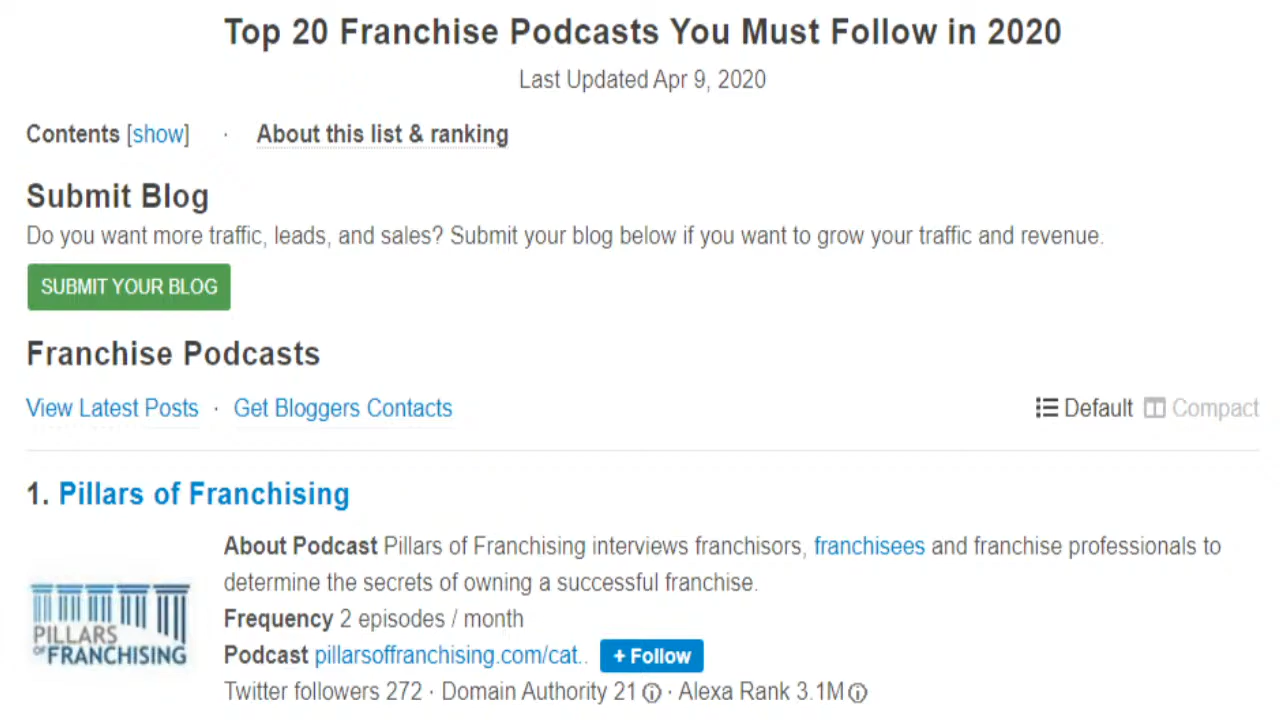 Top 20 Franchise Podcasts You Must Follow in 2020
Last Updated Apr 9, 2020
Contents [show] · About this list & ranking
Submit Blog
Do you want more traffic, leads, and sales? Submit your blog below if you want to grow your traffic and revenue.
SUBMIT YOUR BLOG
Franchise Podcasts
View Latest Posts · Get Bloggers Contacts Default Compact
1. Pillars of Franchising
About Podcast Pillars of Franchising interviews franchisors, franchisees and franchise professionals to
determine the secrets of owning a successful franchise.
Frequency 2 episodes / month
PILLARS
OF FRANCHISING
Podcast pillarsoffranchising.com/cat.. + Follow
Twitter followers 272 · Domain Authority 21 · Alexa Rank 3.1M